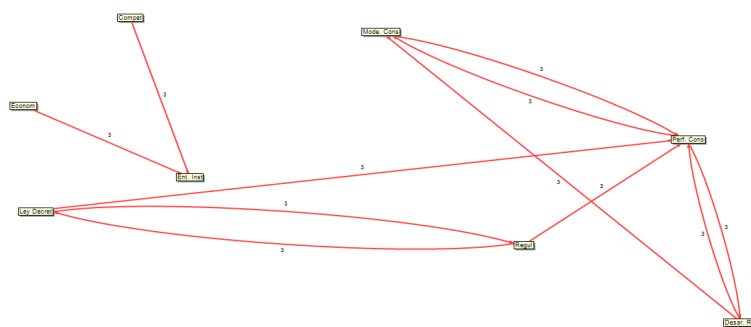 Compet
Mode. Cons
3
3
3
Econom
3
Perf. Cons
3
Ent. Inst
3
3
Ley Decret
3
3
3
Regul
3
Desar. R